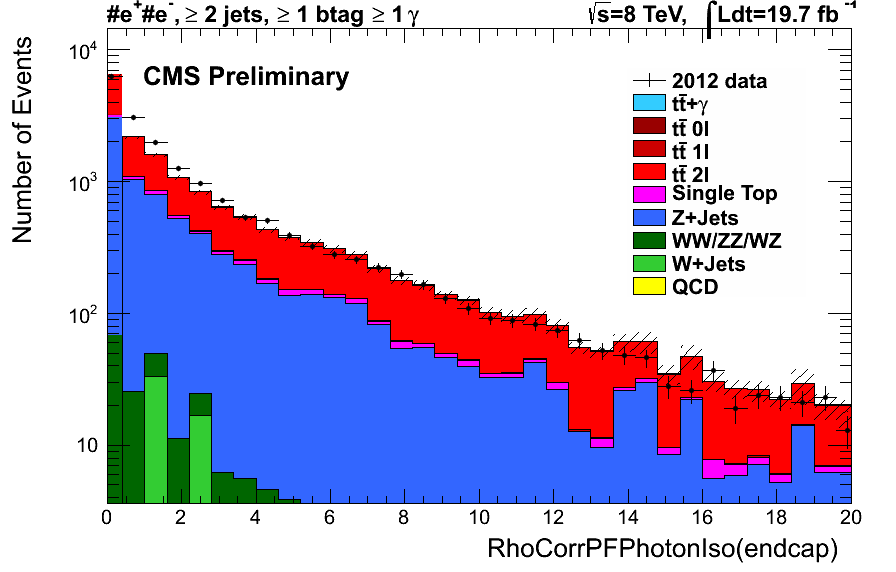 #e⁺#e⁻, ≥ 2 jets, ≥ 1 btag ≥ 1 γ
√s=8 TeV, ∫Ldt=19.7 fb⁻¹
CMS Preliminary
Number of Events
2012 data
tt̄+γ
tt̄ 0l
tt̄ 1l
tt̄ 2l
Single Top
Z+Jets
WW/ZZ/WZ
W+Jets
QCD
10⁴
10³
10²
10
0 2 4 6 8 10 12 14 16 18 20
RhoCorrPFPhotonIso(endcap)